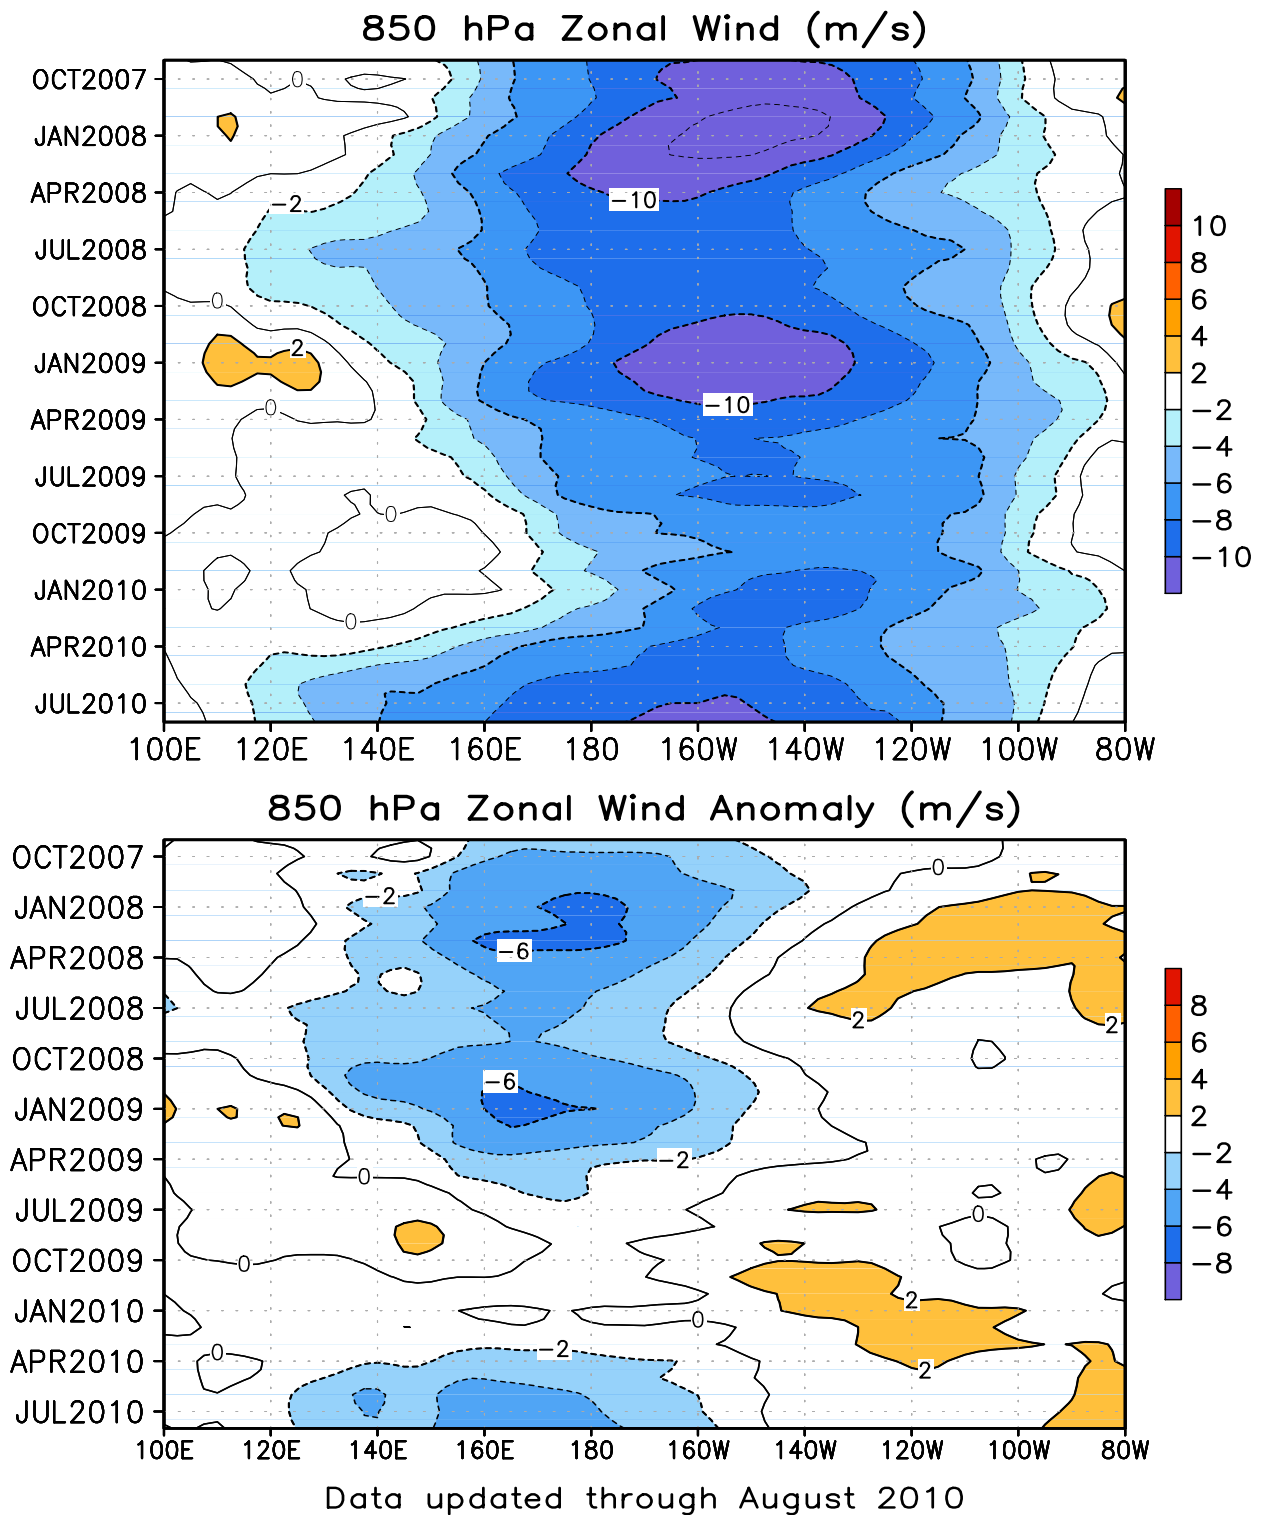 850 hPa Zonal Wind (m/s)
OCT2007
JAN2008
APR2008
JUL2008
OCT2008
JAN2009
APR2009
JUL2009
OCT2009
JAN2010
APR2010
JUL2010
0
-2
-10
0
2
0
-10
0
0
100E 120E 140E 160E 180 160W 140W 120W 100W 80W
10
8
6
4
2
-2
-4
-6
-8
-10
850 hPa Zonal Wind Anomaly (m/s)
OCT2007
JAN2008
APR2008
JUL2008
OCT2008
JAN2009
APR2009
JUL2009
OCT2009
JAN2010
APR2010
JUL2010
0
-2
-6
2
2
-6
-2
0
0
0
2
0
0
-2
2
100E 120E 140E 160E 180 160W 140W 120W 100W 80W
8
6
4
2
-2
-4
-6
-8
Data updated through August 2010